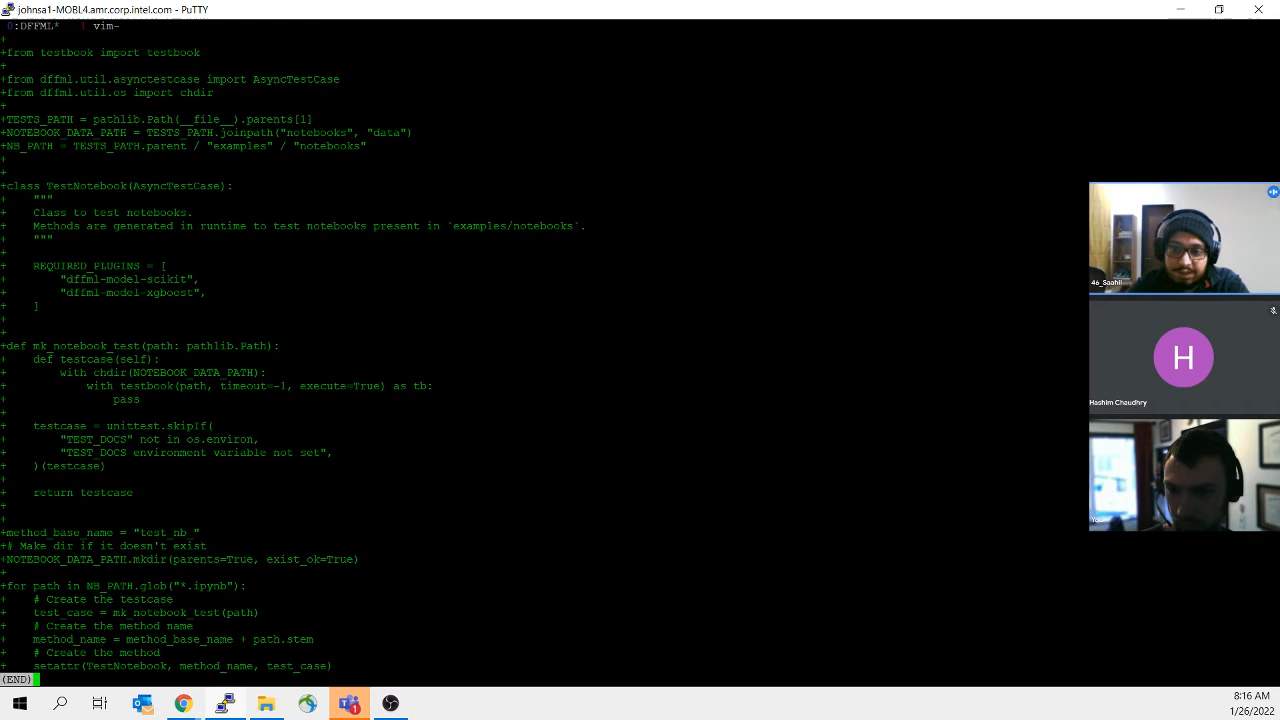 johnsa1-MOBL4.amr.corp.intel.com - PuTTY
0:DFFML* ! vim-
+
+from testbook import testbook
+
+from dffml.util.asynctestcase import AsyncTestCase
+from dffml.util.os import chdir
+
+TESTS_PATH = pathlib.Path(__file__).parents[1]
+NOTEBOOK_DATA_PATH = TESTS_PATH.joinpath("notebooks", "data")
+NB_PATH = TESTS_PATH.parent / "examples" / "notebooks"
+
+
+class TestNotebook(AsyncTestCase):
+    """
+    Class to test notebooks.
+    Methods are generated in runtime to test notebooks present in `examples/notebooks`.
+    """
+
+    REQUIRED_PLUGINS = [
+        "dffml-model-scikit",
+        "dffml-model-xgboost",
+    ]
+
+
+def mk_notebook_test(path: pathlib.Path):
+    def testcase(self):
+        with chdir(NOTEBOOK_DATA_PATH):
+            with testbook(path, timeout=-1, execute=True) as tb:
+                pass
+
+    testcase = unittest.skipIf(
+        "TEST_DOCS" not in os.environ,
+        "TEST_DOCS environment variable not set",
+    )(testcase)
+
+    return testcase
+
+
+method_base_name = "test_nb_"
+# Make dir if it doesn't exist
+NOTEBOOK_DATA_PATH.mkdir(parents=True, exist_ok=True)
+
+for path in NB_PATH.glob("*.ipynb"):
+    # Create the testcase
+    test_case = mk_notebook_test(path)
+    # Create the method name
+    method_name = method_base_name + path.stem
+    # Create the method
+    setattr(TestNotebook, method_name, test_case)
(END)
46_Saahil
H
Hashim Chaudhry
You
1
8:16 AM
1/26/2022